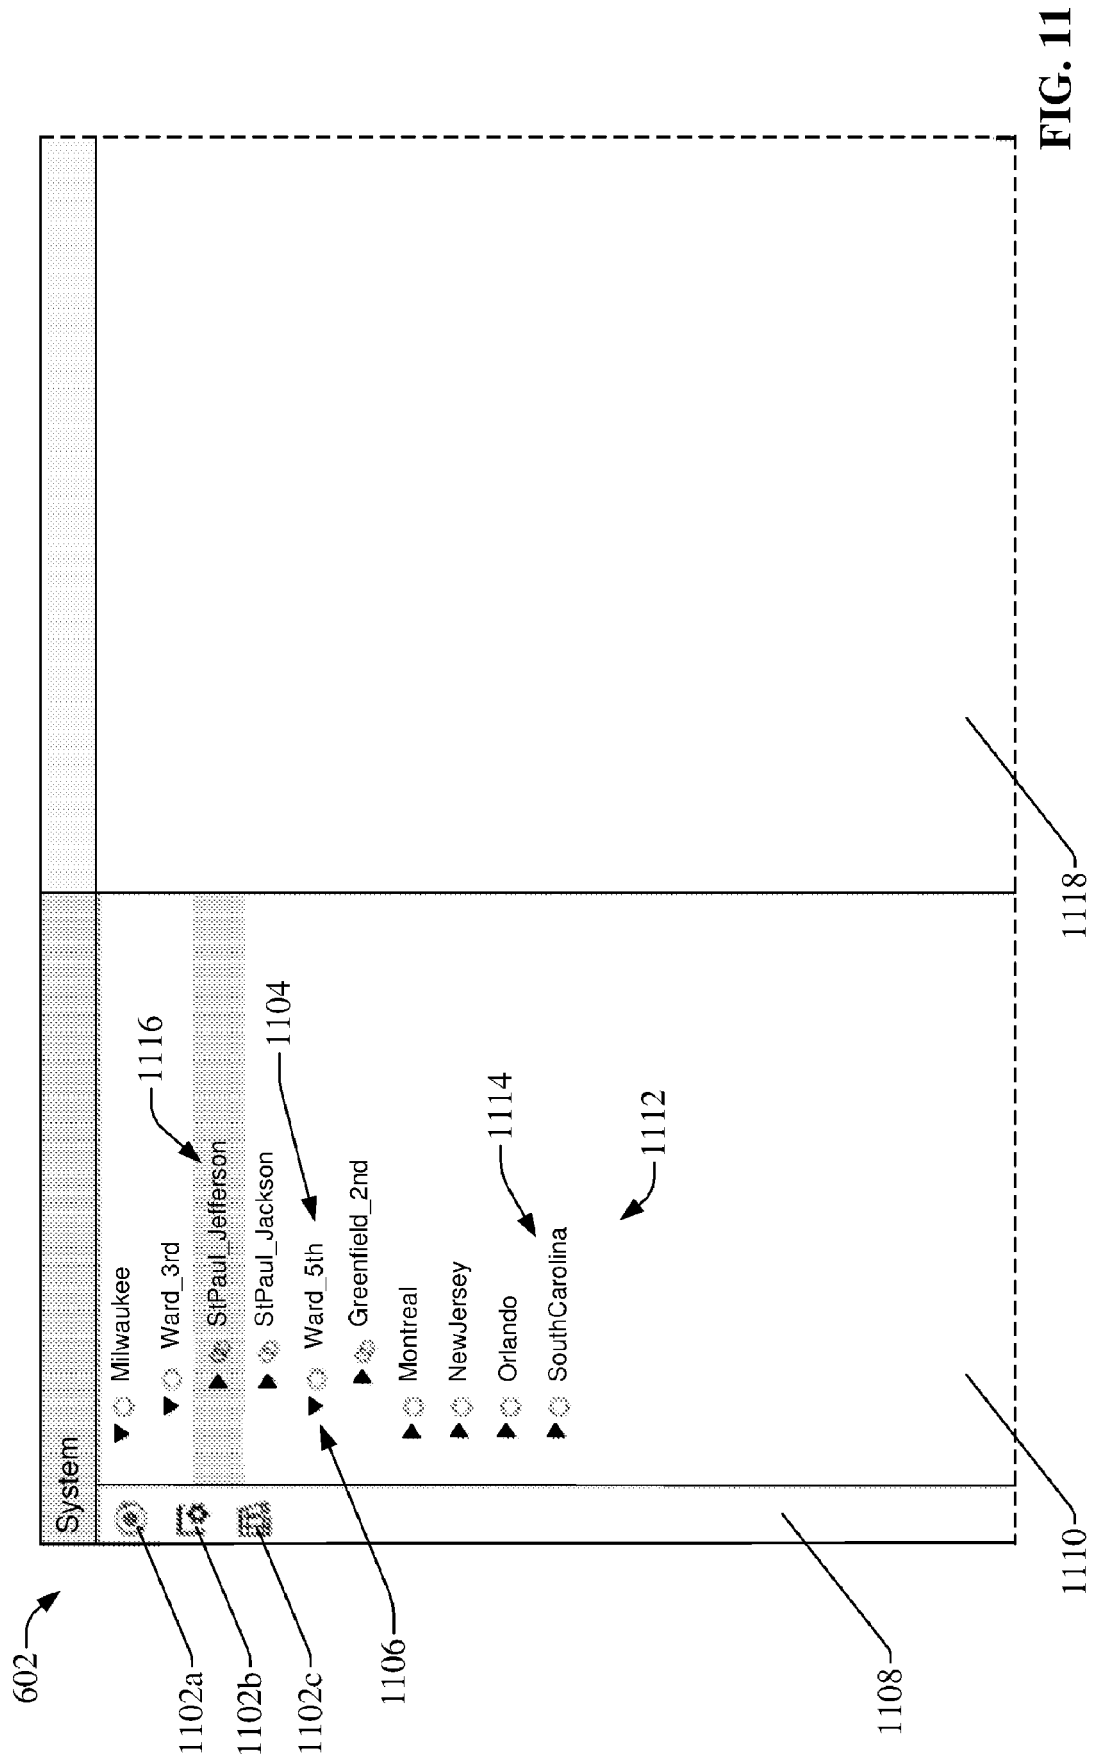 602
System
Milwaukee
Ward_3rd
1116
StPaul_Jefferson
StPaul_Jackson
1104
Ward_5th
Greenfield_2nd
Montreal
NewJersey
Orlando
1114
SouthCarolina
1112
1102a
1102b
1102c
1106
1108
1110
1118
FIG. 11